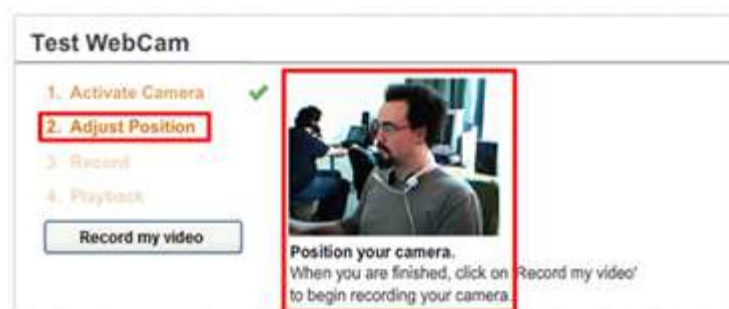 Test WebCam
1. Activate Camera
2. Adjust Position
3. Record
4. Playback
Record my video
Position your camera.
When you are finished, click on 'Record my video'
to begin recording your camera.